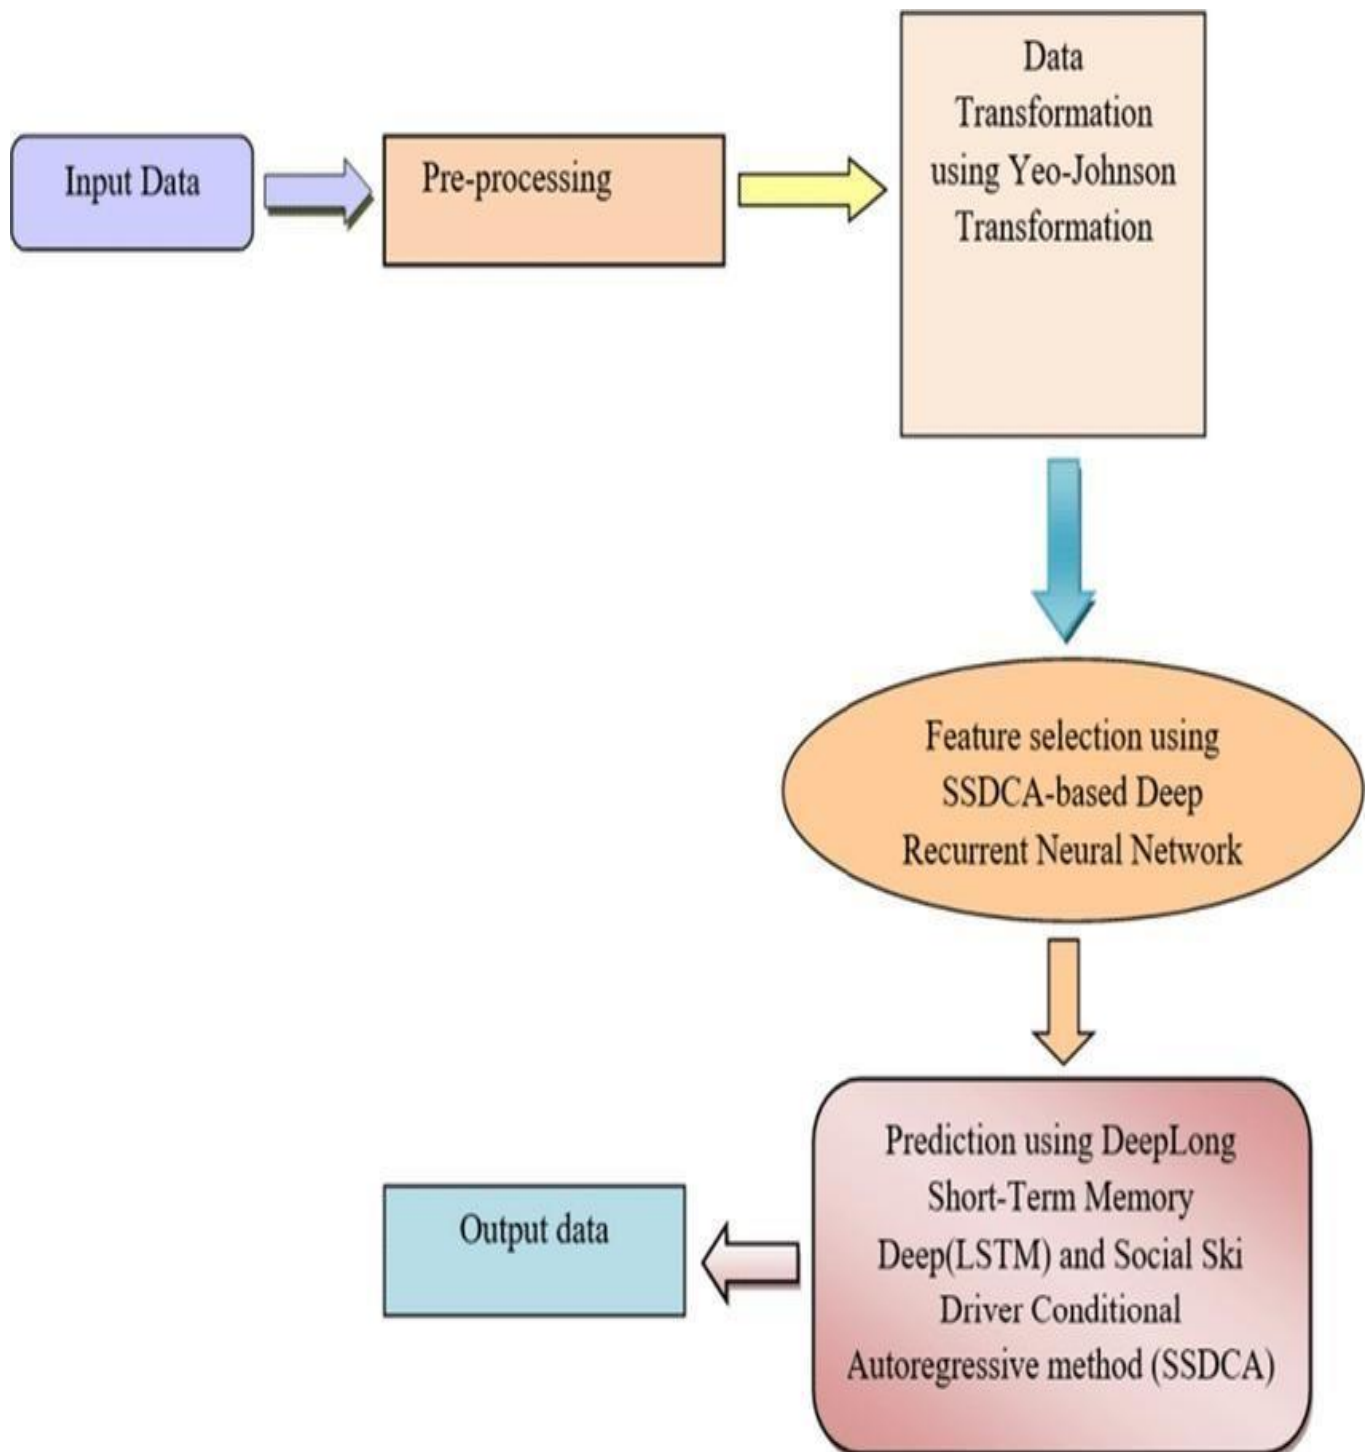 Input Data
Pre-processing
Data
Transformation
using Yeo-Johnson
Transformation
Feature selection using
SSDCA-based Deep
Recurrent Neural Network
Prediction using DeepLong
Short-Term Memory
Deep(LSTM) and Social Ski
Driver Conditional
Autoregressive method (SSDCA)
Output data